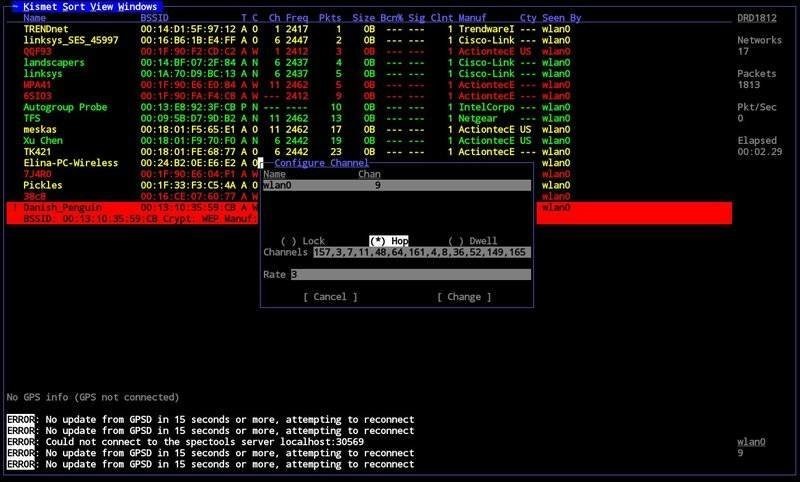 ~ Kismet Sort View Windows
Name BSSID T C Ch Freq Pkts Size Bcn% Sig Clnt Manuf Cty Seen By
DRD1812
TRENDnet 00:14:D1:5F:97:12 A O 1 2417 1 0B --- --- 1 TrendwareI --- wlan0
linksys_SES_45997 00:16:B6:1B:E4:FF A O 6 2447 2 0B --- --- 1 Cisco-Link --- wlan0
Networks
QQF93 00:1F:90:F2:CD:C2 A W 1 2412 3 0B --- --- 1 ActiontecE US wlan0
17
landscapers 00:14:BF:07:2F:84 A N 6 2437 4 0B --- --- 1 Cisco-Link --- wlan0
linksys 00:1A:70:D9:BC:13 A N 6 2437 5 0B --- --- 1 Cisco-Link --- wlan0
Packets
WPA41 00:1F:90:E6:E0:84 A W 11 2462 5 0B --- --- 1 ActiontecE --- wlan0
1813
6SI03 00:1F:90:FA:F4:CB A W --- 2412 9 0B --- --- 1 ActiontecE --- wlan0
Autogroup Probe 00:13:E8:92:3F:CB P N --- --- 10 0B --- --- 1 IntelCorpo --- wlan0
Pkt/Sec
TFS 00:09:5B:D7:9D:B2 A N 11 2462 13 0B --- --- 1 Netgear --- wlan0
0
meskas 00:18:01:F5:65:E1 A O 11 2462 17 0B --- --- 1 ActiontecE US wlan0
Xu Chen 00:18:01:F9:70:F0 A N 6 2442 19 0B --- --- 1 ActiontecE US wlan0
Elapsed
TK421 00:18:01:FE:68:77 A O 6 2462 23 0B --- --- 1 ActiontecE --- wlan0
00:02.29
Elina-PC-Wireless 00:24:B2:0E:E6:E2 A O wlan0
Configure Channel
7J4R0 00:1F:90:E6:04:F1 A W wlan0
Name Chan
Pickles 00:1F:33:F3:C5:4A A O wlan0
wlan0 9
38c8 00:16:CE:07:60:77 A W wlan0
! Danish_Penguin 00:13:10:35:59:CB A W wlan0
BSSID: 00:13:10:35:59:CB Crypt: WEP Manuf:
( ) Lock (*) Hop ( ) Dwell
Channels 157,3,7,11,48,64,161,4,8,36,52,149,165
Rate 3
[ Cancel ] [ Change ]
No GPS info (GPS not connected)
ERROR: No update from GPSD in 15 seconds or more, attempting to reconnect
ERROR: No update from GPSD in 15 seconds or more, attempting to reconnect
ERROR: Could not connect to the spectools server localhost:30569
wlan0
ERROR: No update from GPSD in 15 seconds or more, attempting to reconnect
9
ERROR: No update from GPSD in 15 seconds or more, attempting to reconnect